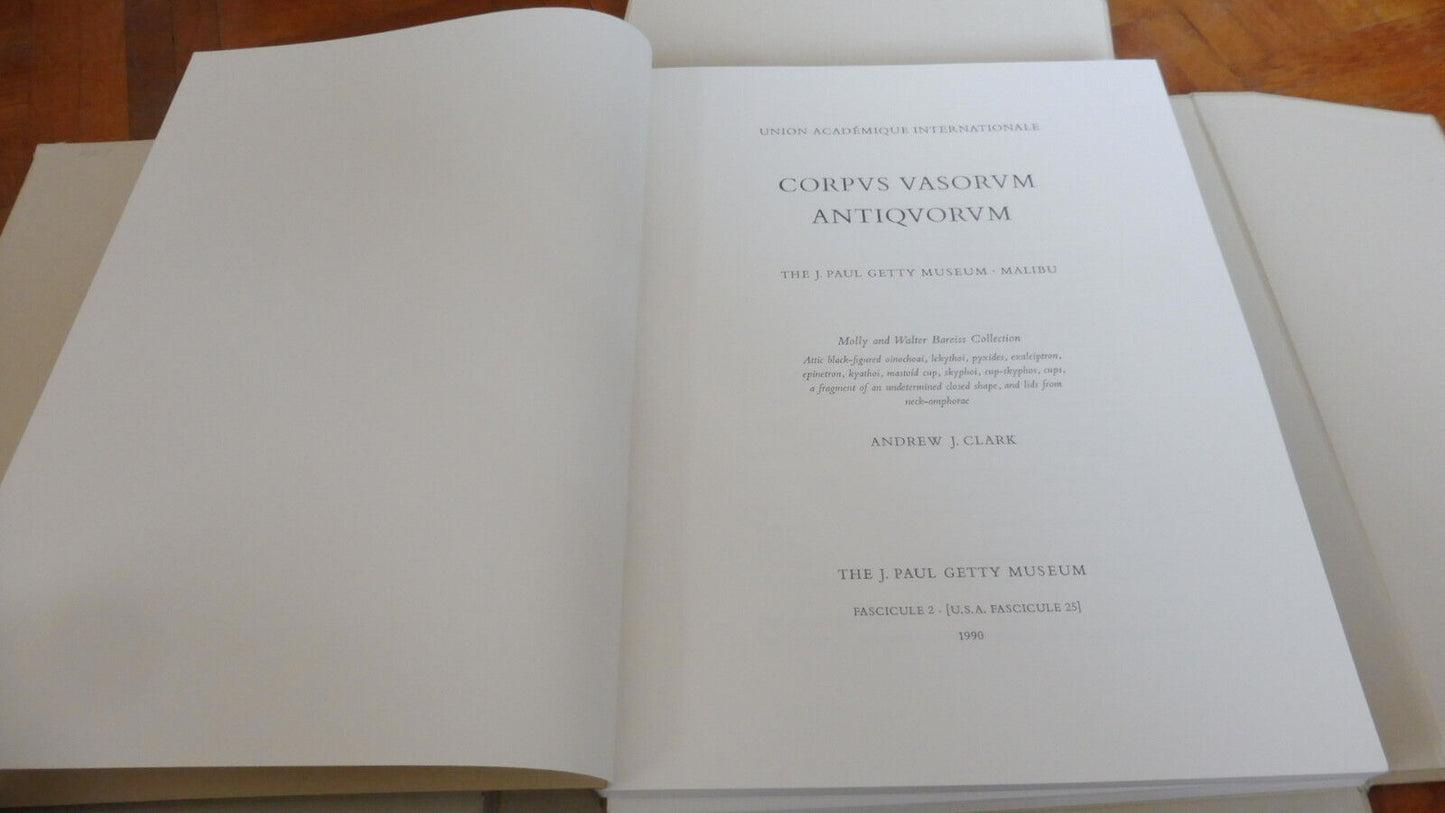 UNION ACADÉMIQUE INTERNATIONALE
CORPVS VASORVM
ANTIQVORVM
THE J. PAUL GETTY MUSEUM · MALIBU
Molly and Walter Bareiss Collection
Attic black-figured oinochoai, lekythoi, pyxides, exaleiptron,
epinetron, kyathoi, mastoid cup, skyphoi, cup-skyphos, cups,
a fragment of an undetermined closed shape, and lids from
neck-amphorae
ANDREW J. CLARK
THE J. PAUL GETTY MUSEUM
FASCICULE 2 · [U.S.A. FASCICULE 25]
1990